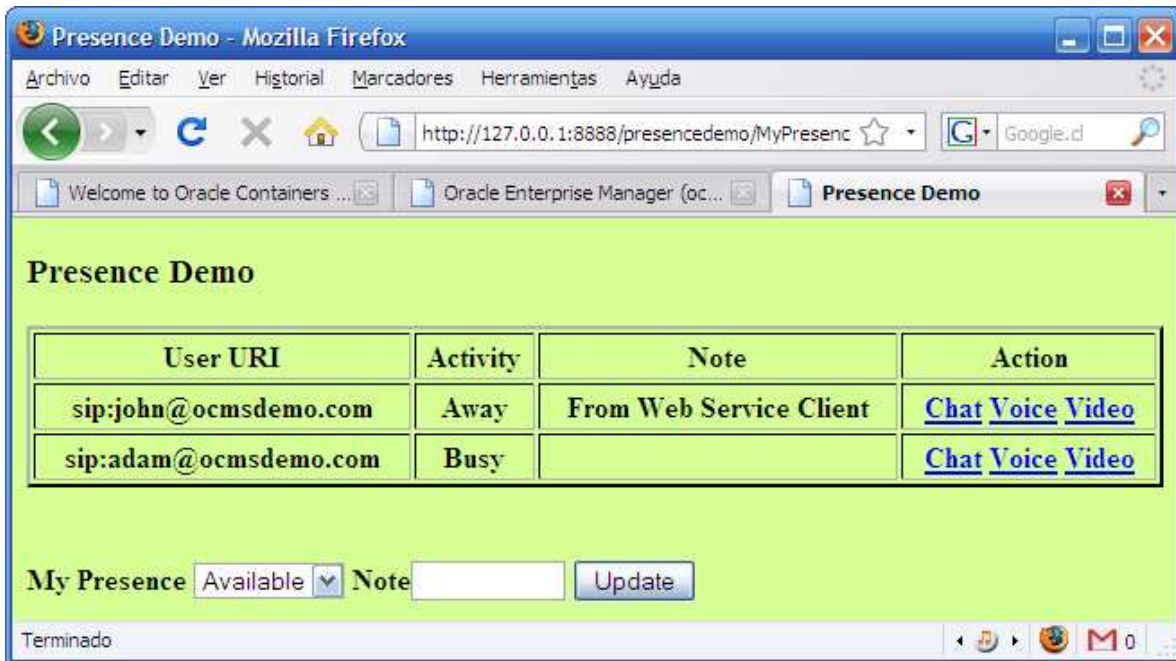 Presence Demo - Mozilla Firefox
Archivo Editar Ver Historial Marcadores Herramientas Ayuda
http://127.0.0.1:8888/presencedemo/MyPresenc G Google.cl
Welcome to Oracle Containers ... Oracle Enterprise Manager (oc... Presence Demo
Presence Demo
User URI Activity Note Action
sip:john@ocmsdemo.com Away From Web Service Client Chat Voice Video
sip:adam@ocmsdemo.com Busy Chat Voice Video
My Presence Available Note Update
Terminado 0